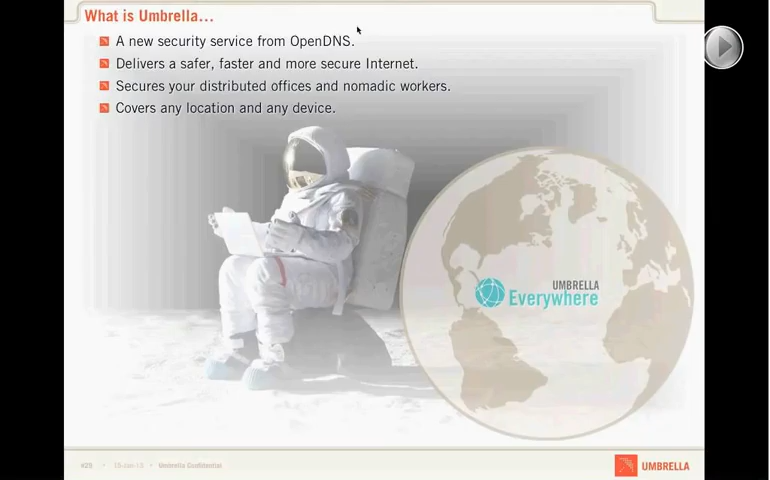 What is Umbrella...
A new security service from OpenDNS.
Delivers a safer, faster and more secure Internet.
Secures your distributed offices and nomadic workers.
Covers any location and any device.
UMBRELLA
Everywhere
Umbrella Confidential
UMBRELLA